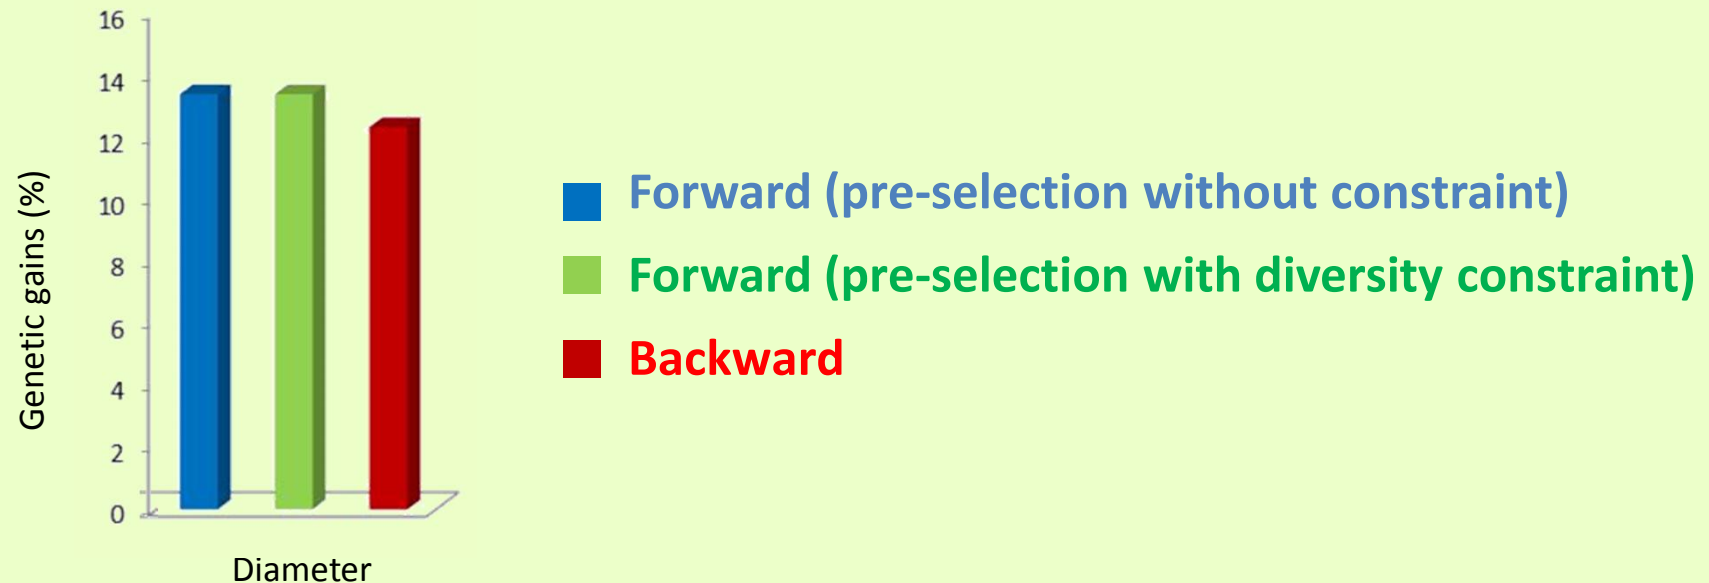 16
14
12
10
8
6
4
2
0
Genetic gains (%)
Diameter
Forward (pre-selection without constraint)
Forward (pre-selection with diversity constraint)
Backward